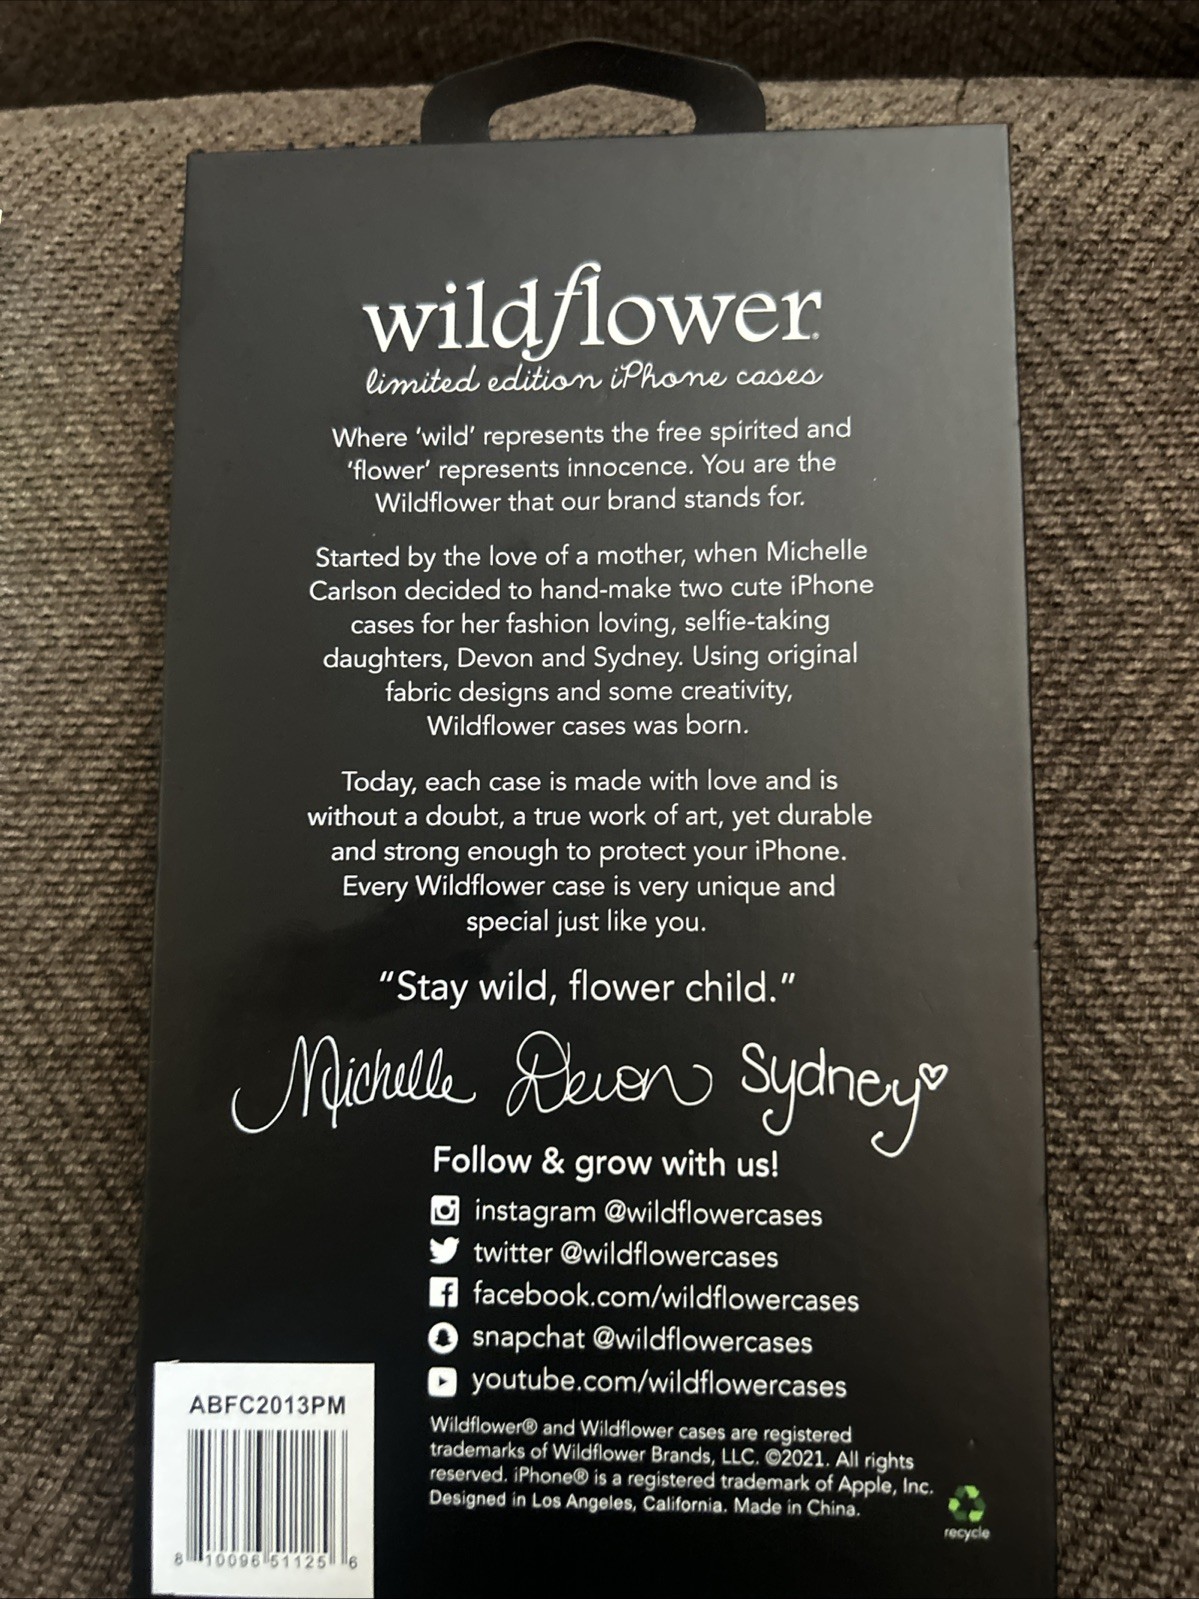 wildflower®
limited edition iPhone cases
Where ‘wild’ represents the free spirited and
‘flower’ represents innocence. You are the
Wildflower that our brand stands for.
Started by the love of a mother, when Michelle
Carlson decided to hand-make two cute iPhone
cases for her fashion loving, selfie-taking
daughters, Devon and Sydney. Using original
fabric designs and some creativity,
Wildflower cases was born.
Today, each case is made with love and is
without a doubt, a true work of art, yet durable
and strong enough to protect your iPhone.
Every Wildflower case is very unique and
special just like you.
“Stay wild, flower child.”
Michelle Devon Sydney
Follow & grow with us!
instagram @wildflowercases
twitter @wildflowercases
facebook.com/wildflowercases
snapchat @wildflowercases
youtube.com/wildflowercases
Wildflower® and Wildflower cases are registered
trademarks of Wildflower Brands, LLC. ©2021. All rights
reserved. iPhone® is a registered trademark of Apple, Inc.
Designed in Los Angeles, California. Made in China.
recycle
ABFC2013PM
8 10096 51125 6